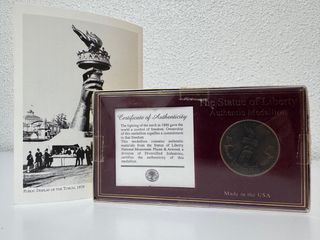 Public Display of the Torch, 1876
Certificate of Authenticity
The lighting of the torch in 1886 gave the
world a symbol of freedom. Ownership
of this medallion signifies a commitment
to that freedom.
This medallion contains authentic
materials from the Statue of Liberty
National Monument. Phase II, Arsenal, a
division of Diversified Industries,
certifies the authenticity of this
medallion.
The Statue of Liberty
Authentic Medallion
Made in the USA